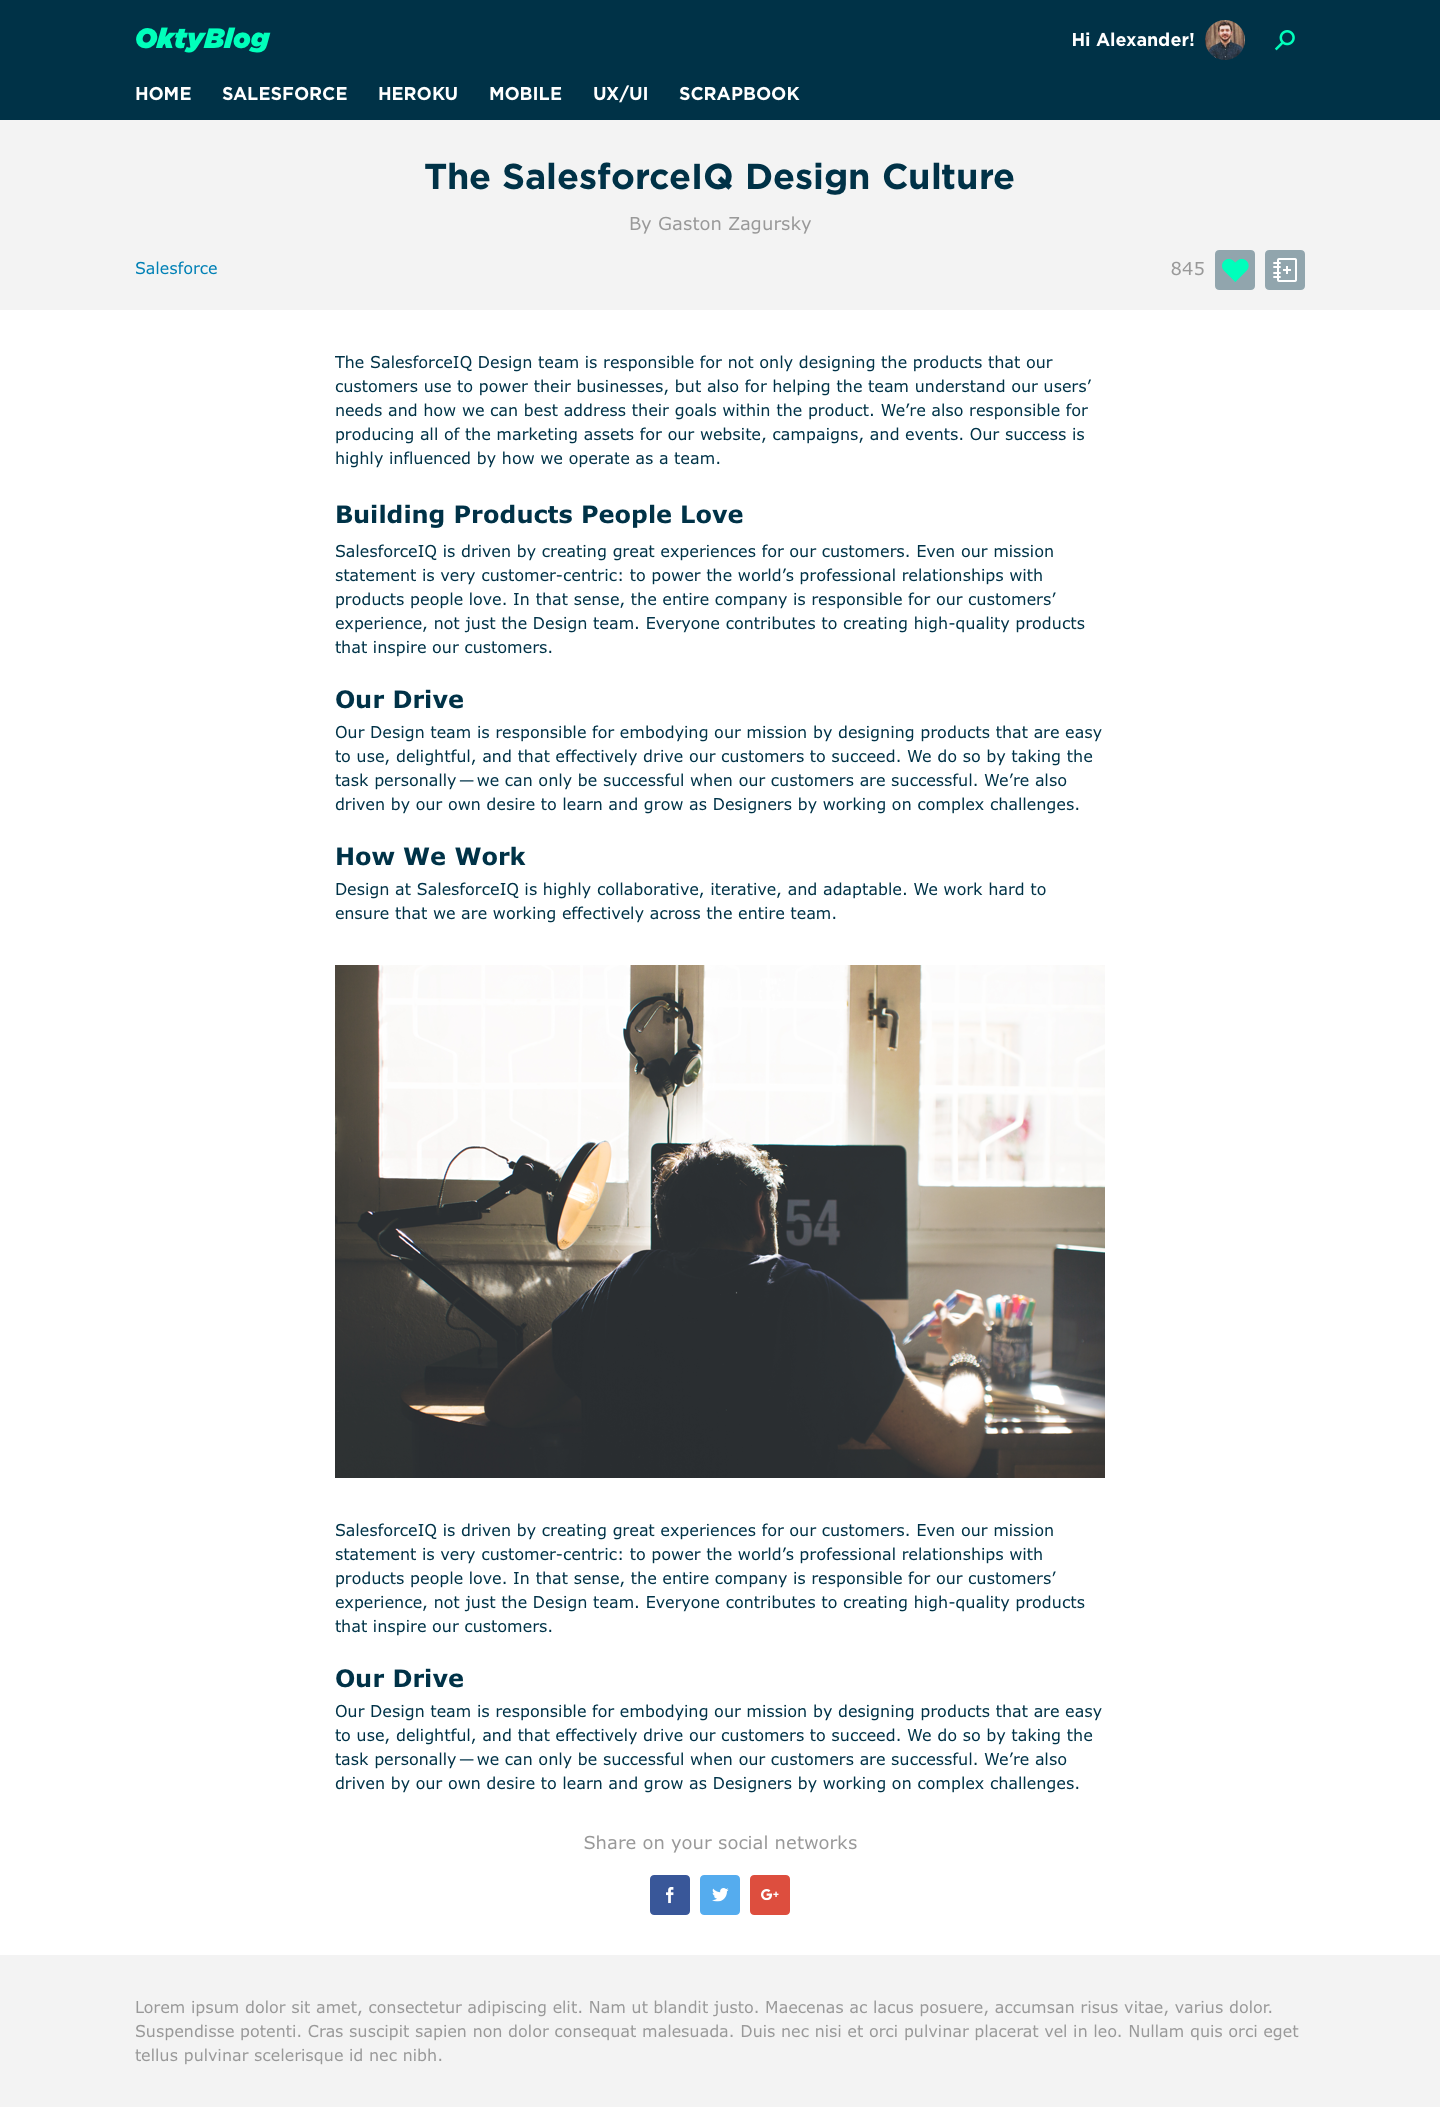 OktyBlog
Hi Alexander!
HOME SALESFORCE HEROKU MOBILE UX/UI SCRAPBOOK
The SalesforceIQ Design Culture
By Gaston Zagursky
Salesforce
845
The SalesforceIQ Design team is responsible for not only designing the products that our
customers use to power their businesses, but also for helping the team understand our users’
needs and how we can best address their goals within the product. We’re also responsible for
producing all of the marketing assets for our website, campaigns, and events. Our success is
highly influenced by how we operate as a team.
Building Products People Love
SalesforceIQ is driven by creating great experiences for our customers. Even our mission
statement is very customer-centric: to power the world’s professional relationships with
products people love. In that sense, the entire company is responsible for our customers’
experience, not just the Design team. Everyone contributes to creating high-quality products
that inspire our customers.
Our Drive
Our Design team is responsible for embodying our mission by designing products that are easy
to use, delightful, and that effectively drive our customers to succeed. We do so by taking the
task personally — we can only be successful when our customers are successful. We’re also
driven by our own desire to learn and grow as Designers by working on complex challenges.
How We Work
Design at SalesforceIQ is highly collaborative, iterative, and adaptable. We work hard to
ensure that we are working effectively across the entire team.
54
SalesforceIQ is driven by creating great experiences for our customers. Even our mission
statement is very customer-centric: to power the world’s professional relationships with
products people love. In that sense, the entire company is responsible for our customers’
experience, not just the Design team. Everyone contributes to creating high-quality products
that inspire our customers.
Our Drive
Our Design team is responsible for embodying our mission by designing products that are easy
to use, delightful, and that effectively drive our customers to succeed. We do so by taking the
task personally — we can only be successful when our customers are successful. We’re also
driven by our own desire to learn and grow as Designers by working on complex challenges.
Share on your social networks
f G+
Lorem ipsum dolor sit amet, consectetur adipiscing elit. Nam ut blandit justo. Maecenas ac lacus posuere, accumsan risus vitae, varius dolor.
Suspendisse potenti. Cras suscipit sapien non dolor consequat malesuada. Duis nec nisi et orci pulvinar placerat vel in leo. Nullam quis orci eget
tellus pulvinar scelerisque id nec nibh.